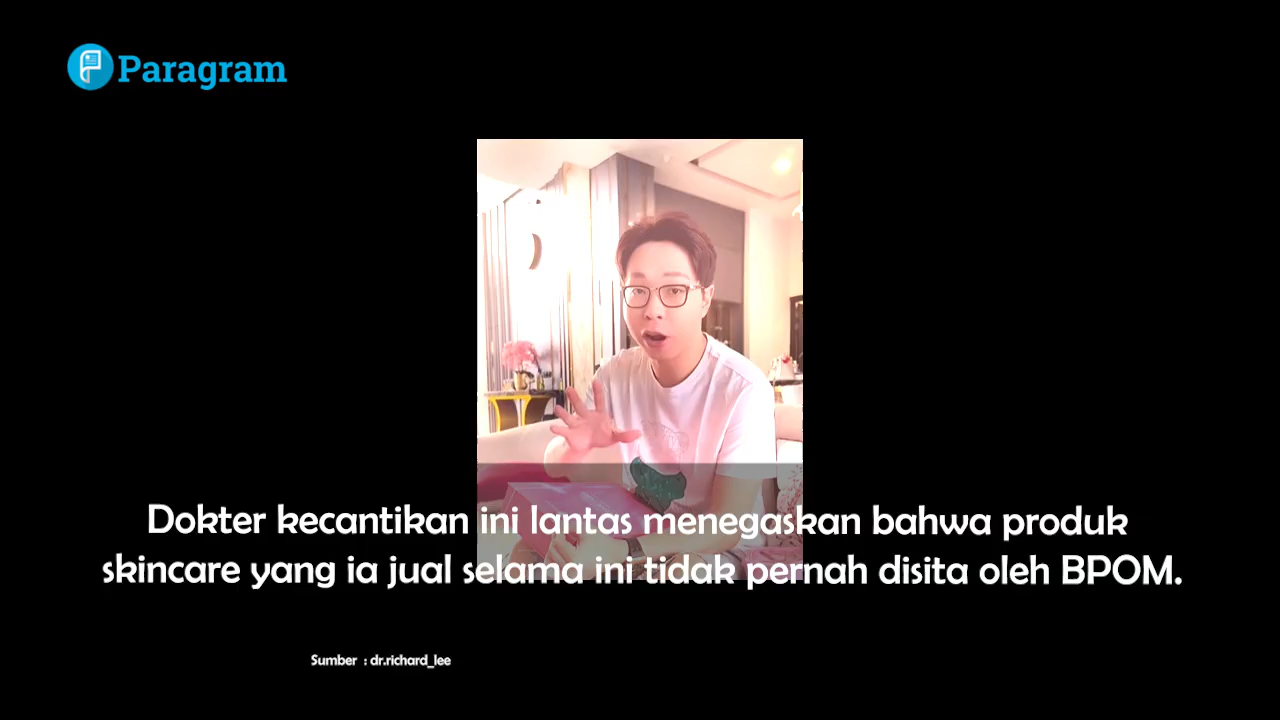 Paragram
Dokter kecantikan ini lantas menegaskan bahwa produk
skincare yang ia jual selama ini tidak pernah disita oleh BPOM.
Sumber : dr.richard_lee